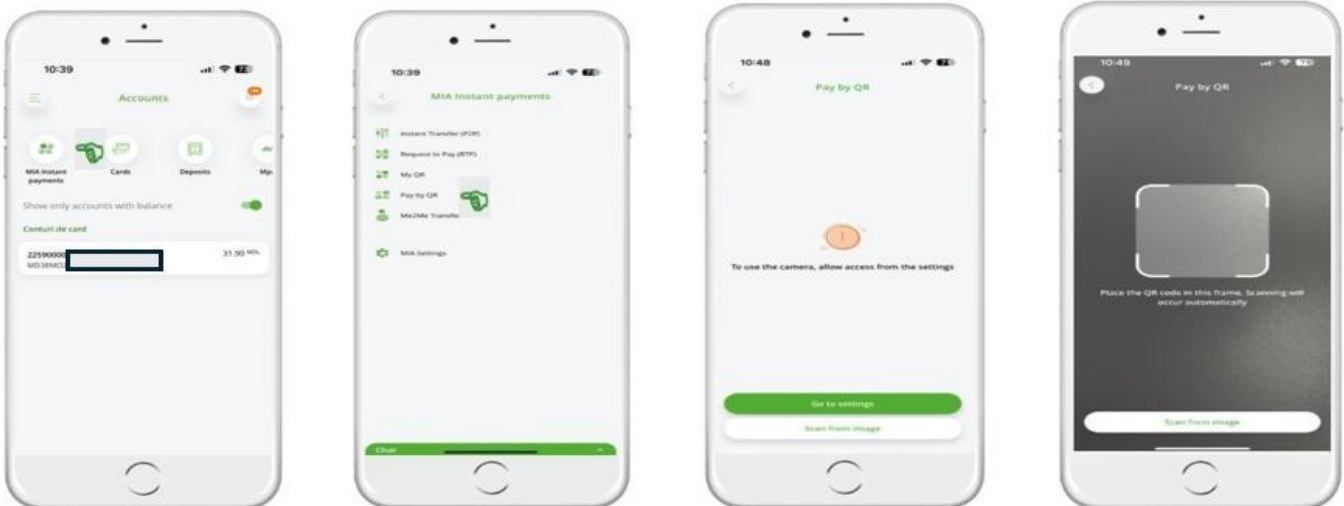 10:39
Accounts
MIA Instant
payments
Cards
Deposits
Show only accounts with balance
Conturi de card
22590000
31.90 MDL
10:39
MIA Instant payments
Instant Transfer (P2P)
Request to Pay (RTP)
My QR
Pay by QR
Me2Me Transfer
MIA Settings
Chat
10:48
Pay by QR
To use the camera, allow access from the settings
Go to settings
Scan from image
10:49
Pay by QR
Place the QR code in this frame. Scanning will
occur automatically
Scan from image